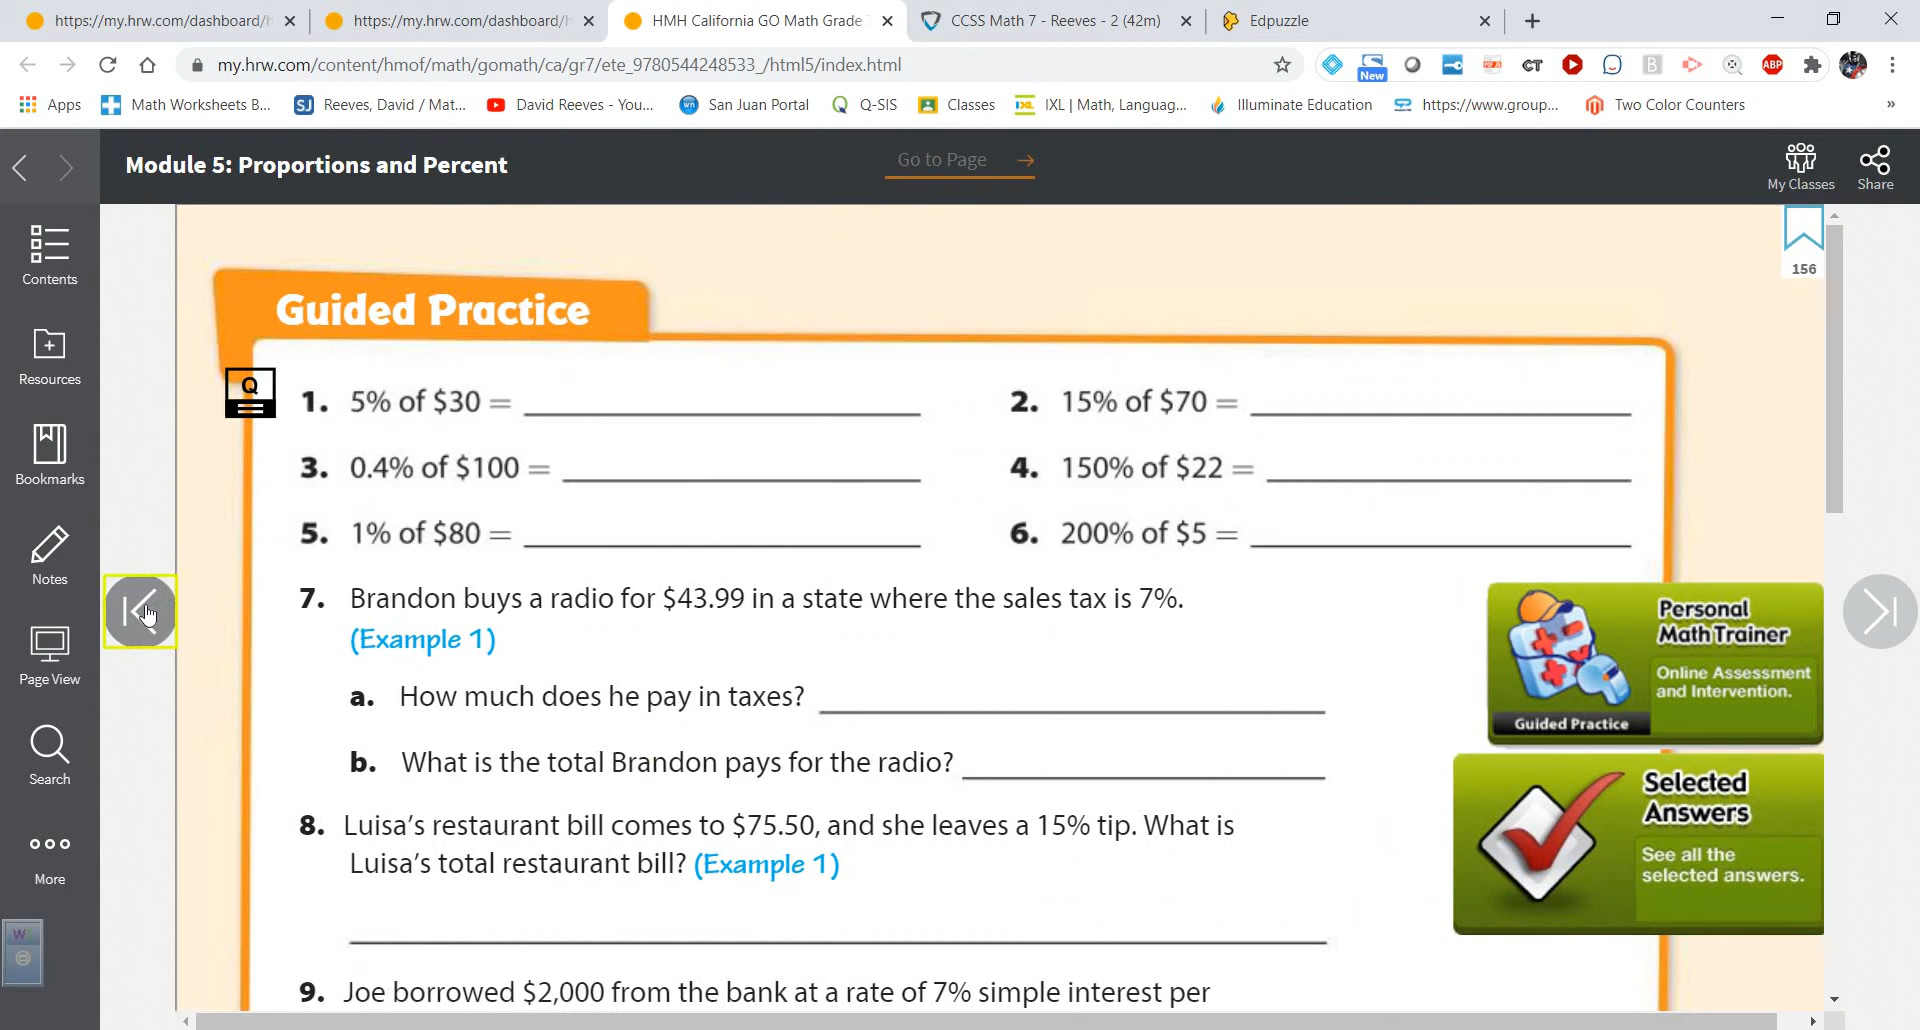 https://my.hrw.com/dashboard/h https://my.hrw.com/dashboard/h HMH California GO Math Grade 7 CCSS Math 7 - Reeves - 2 (42m) Edpuzzle
my.hrw.com/content/hmof/math/gomath/ca/gr7/ete_9780544248533_/html5/index.html
New PDF JS CT B ABP
Apps Math Worksheets B... SJ Reeves, David / Mat... David Reeves - You... wn San Juan Portal Q-SIS Classes IXL IXL | Math, Languag... Illuminate Education https://www.group... Two Color Counters »
Module 5: Proportions and Percent
Go to Page
My Classes
Share
Contents
Resources
Bookmarks
Notes
Page View
Search
More
156
Guided Practice
Q
1. 5% of $30 =
2. 15% of $70 =
3. 0.4% of $100 =
4. 150% of $22 =
5. 1% of $80 =
6. 200% of $5 =
7. Brandon buys a radio for $43.99 in a state where the sales tax is 7%.
(Example 1)
a. How much does he pay in taxes?
b. What is the total Brandon pays for the radio?
8. Luisa’s restaurant bill comes to $75.50, and she leaves a 15% tip. What is
Luisa’s total restaurant bill? (Example 1)
9. Joe borrowed $2,000 from the bank at a rate of 7% simple interest per
Personal
Math Trainer
Online Assessment
and Intervention.
Guided Practice
Selected
Answers
See all the
selected answers.